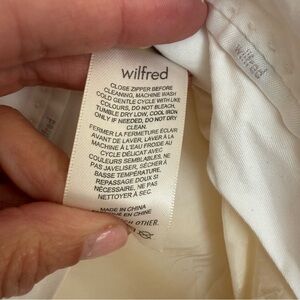 wilfred
CLOSE ZIPPER BEFORE
CLEANING, MACHINE WASH
COLD GENTLE CYCLE WITH LIKE
COLOURS, DO NOT BLEACH,
TUMBLE DRY LOW, COOL IRON
ONLY IF NEEDED, DO NOT DRY
CLEAN.
FERMER LA FERMETURE ÉCLAIR
AVANT DE LAVER, LAVER À LA
MACHINE À L'EAU FROIDE AU
CYCLE DÉLICAT AVEC
COULEURS SEMBLABLES, NE
PAS JAVELISER, SÉCHER À
BASSE TEMPÉRATURE,
REPASSAGE DOUX SI
NÉCESSAIRE, NE PAS
NETTOYER À SEC.
MADE IN CHINA
EN CHINE
OTHER.
wilfred
wilfred